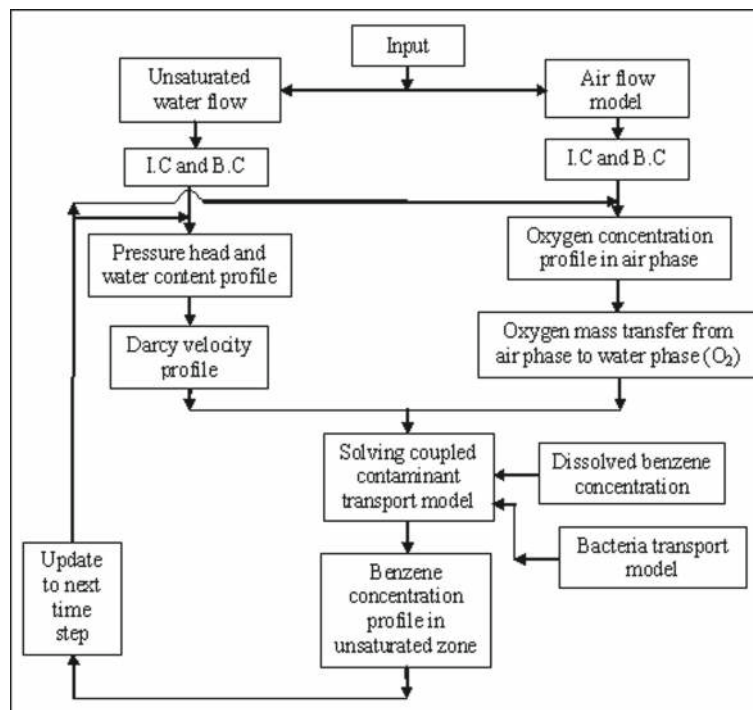 Input
Unsaturated
water flow
Air flow
model
I.C and B.C
I.C and B.C
Pressure head and
water content profile
Oxygen concentration
profile in air phase
Darcy velocity
profile
Oxygen mass transfer from
air phase to water phase (O₂)
Solving coupled
contaminant
transport model
Dissolved benzene
concentration
Bacteria transport
model
Update
to next
time
step
Benzene
concentration
profile in
unsaturated zone